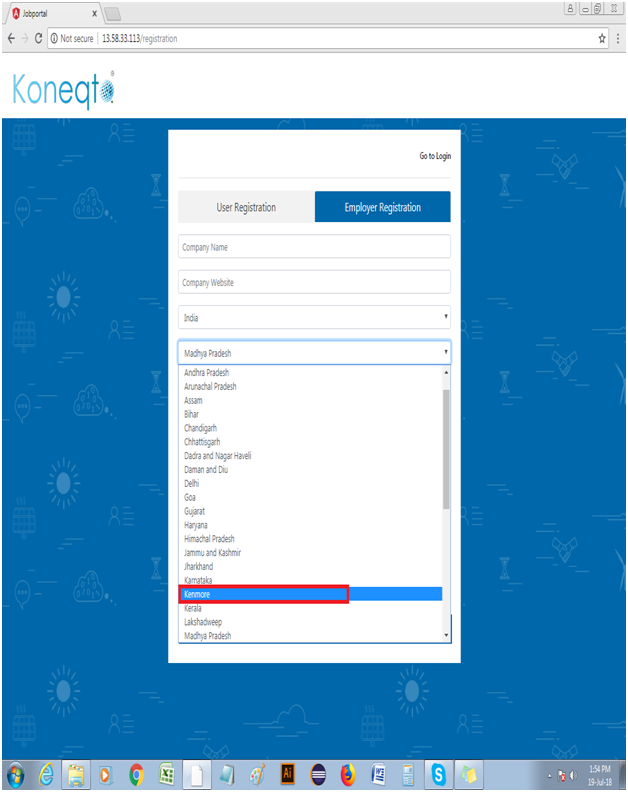 Jobportal
Not secure | 13.58.33.113/registration
Koneqto®
Go to Login
User Registration
Employer Registration
Company Name
Company Website
India
Madhya Pradesh
Andhra Pradesh
Arunachal Pradesh
Assam
Bihar
Chandigarh
Chhattisgarh
Dadra and Nagar Haveli
Daman and Diu
Delhi
Goa
Gujarat
Haryana
Himachal Pradesh
Jammu and Kashmir
Jharkhand
Karnataka
Kenmore
Kerala
Lakshadweep
Madhya Pradesh
Ai
1:54 PM
19-Jul-18